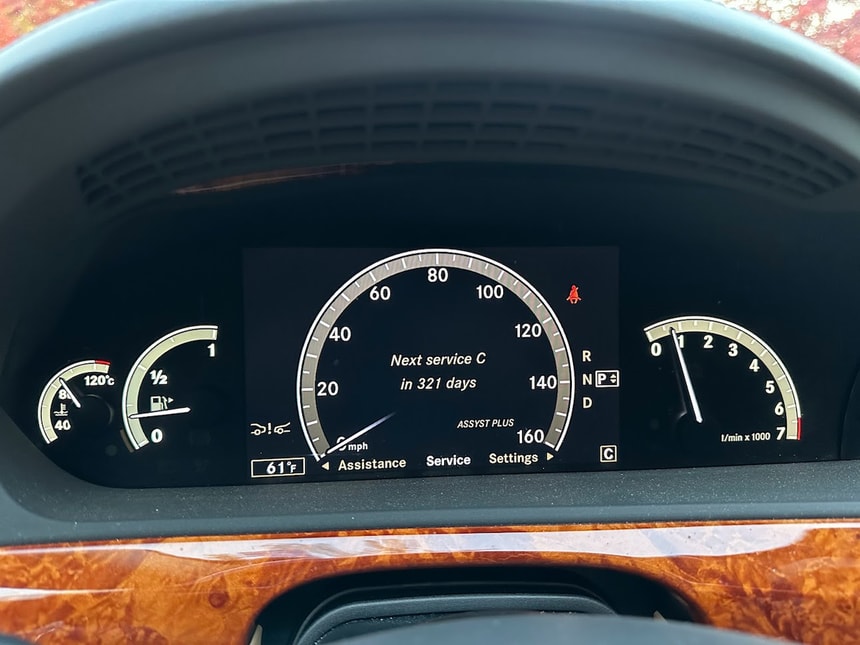 120°C
80
40
1
½
0
0 mph
20
40
60
80
100
120
140
160
Next service C
in 321 days
ASSYST PLUS
61°F
Assistance Service Settings
R
N P
D
C
0 1 2 3 4 5 6 7
l/min x 1000